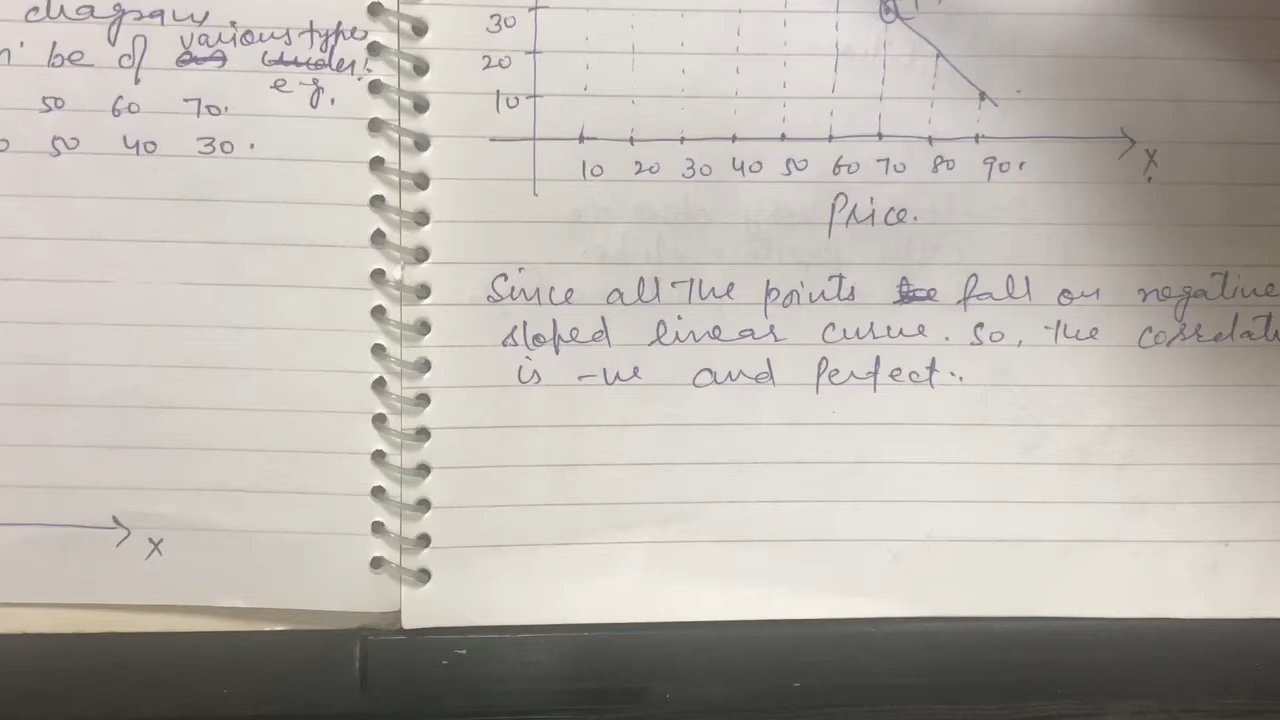 diagram
be of various types
e.g.
50 60 70.
50 40 30.
x
30
20
10
10 20 30 40 50 60 70 80 90.
x
Price.
Since all the points fall on negative
sloped linear curve. So, the correlat
is -ve and Perfect..